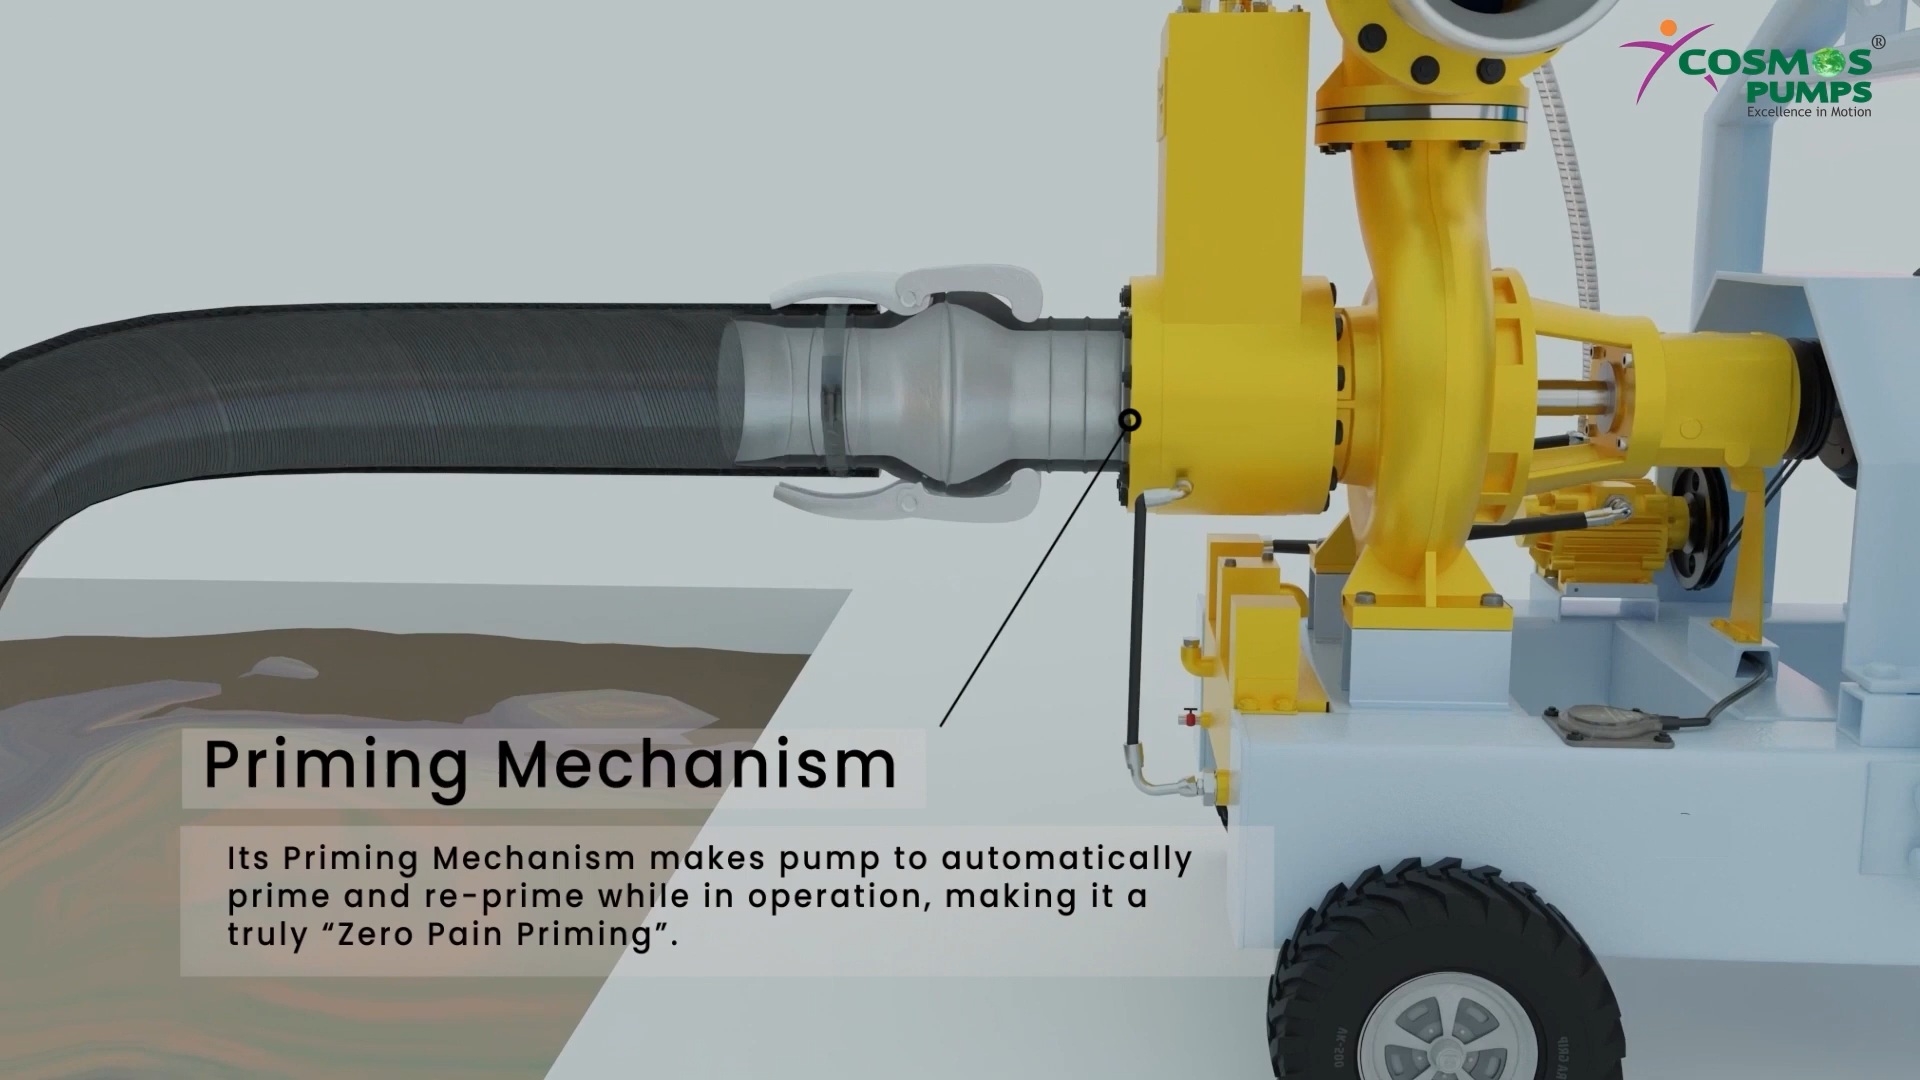 COSMOS®
PUMPS
Excellence in Motion
Priming Mechanism
Its Priming Mechanism makes pump to automatically
prime and re-prime while in operation, making it a
truly “Zero Pain Priming”.